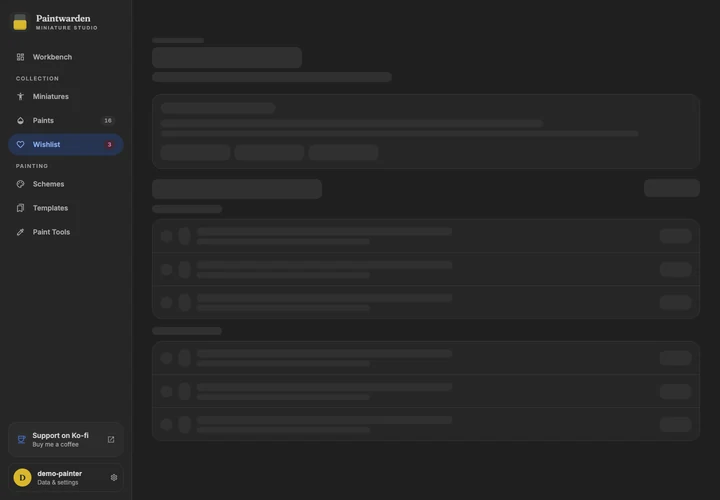 Paintwarden
MINIATURE STUDIO
Workbench
COLLECTION
Miniatures
Paints 16
Wishlist 3
PAINTING
Schemes
Templates
Paint Tools
Support on Ko-fi
Buy me a coffee
D
demo-painter
Data & settings